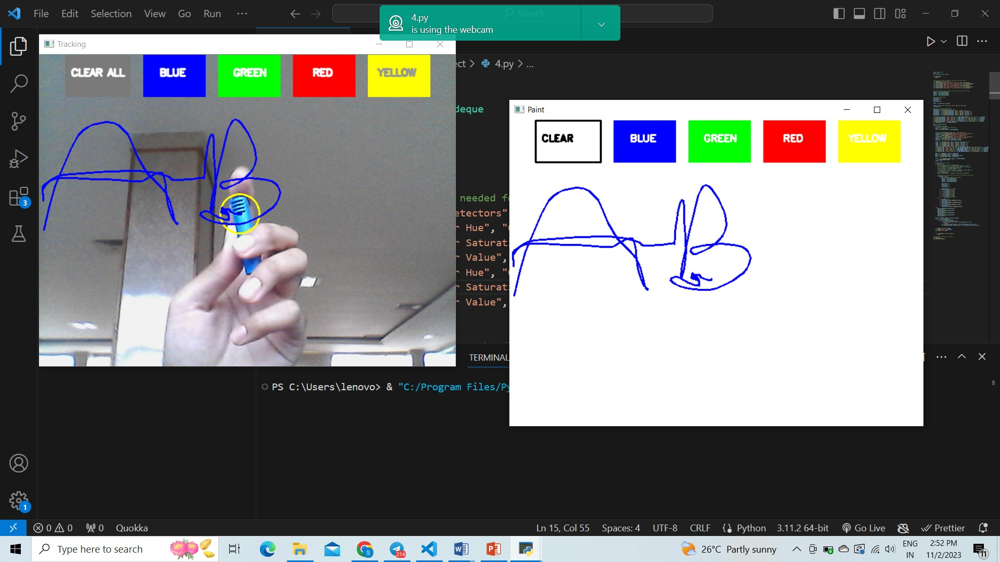 File Edit Selection View Go Run ···
Search
4.py
is using the webcam
Tracking
CLEAR ALL BLUE GREEN RED YELLOW
ect > 4.py > ...
deque
needed f
etectors"
r Hue", "
r Saturat
r Value",
r Hue", "
r Saturat
r Value",
Paint
CLEAR BLUE GREEN RED YELLOW
AB
AB
3
1
TERMINAL
PS C:\Users\lenovo> & "C:/Program Files/Py
0 0 0 Quokka
Ln 15, Col 55 Spaces: 4 UTF-8 CRLF Python 3.11.2 64-bit Go Live Prettier
Type here to search
214
26°C Partly sunny
ENG
IN
2:52 PM
11/2/2023
11